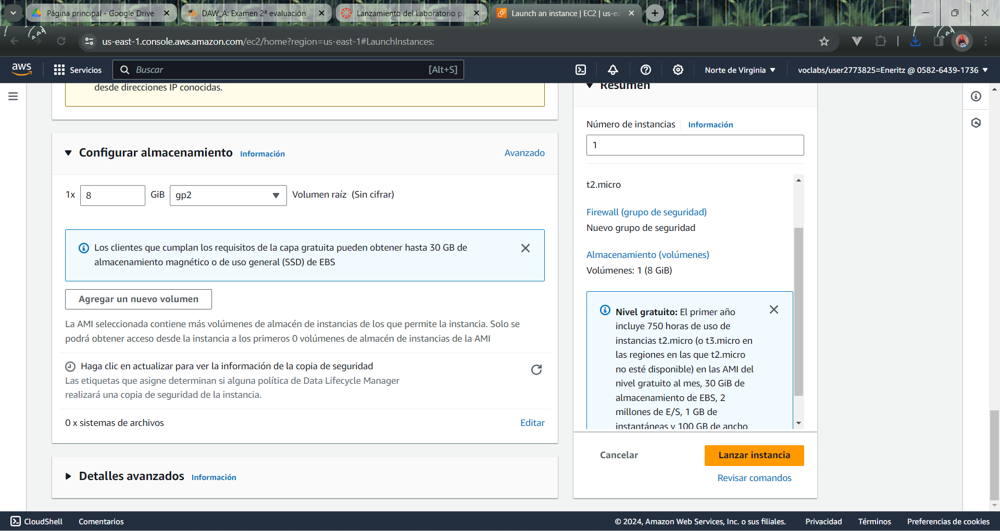 Página principal - Google Drive
DAW_A: Examen 2ª evaluación
Lanzamiento del Laboratorio pa
Launch an instance | EC2 | us-ea
us-east-1.console.aws.amazon.com/ec2/home?region=us-east-1#LaunchInstances:
aws
Servicios
Buscar
[Alt+S]
Norte de Virginia
voclabs/user2773825=Eneritz @ 0582-6439-1736
desde direcciones IP conocidas.
Configurar almacenamiento
Información
Avanzado
1x
8
GiB
gp2
Volumen raíz (Sin cifrar)
Los clientes que cumplan los requisitos de la capa gratuita pueden obtener hasta 30 GB de
almacenamiento magnético o de uso general (SSD) de EBS
Agregar un nuevo volumen
La AMI seleccionada contiene más volúmenes de almacén de instancias de los que permite la instancia. Solo se
podrá obtener acceso desde la instancia a los primeros 0 volúmenes de almacén de instancias de la AMI
Haga clic en actualizar para ver la información de la copia de seguridad
Las etiquetas que asigne determinan si alguna política de Data Lifecycle Manager
realizará una copia de seguridad de la instancia.
0 x sistemas de archivos
Editar
Detalles avanzados
Información
Resumen
Número de instancias
Información
1
t2.micro
Firewall (grupo de seguridad)
Nuevo grupo de seguridad
Almacenamiento (volúmenes)
Volúmenes: 1 (8 GiB)
Nivel gratuito: El primer año
incluye 750 horas de uso de
instancias t2.micro (o t3.micro en
las regiones en las que t2.micro
no esté disponible) en las AMI del
nivel gratuito al mes, 30 GiB de
almacenamiento de EBS, 2
millones de E/S, 1 GB de
instantáneas y 100 GB de ancho
Cancelar
Lanzar instancia
Revisar comandos
CloudShell
Comentarios
© 2024, Amazon Web Services, Inc. o sus filiales.
Privacidad
Términos
Preferencias de cookies